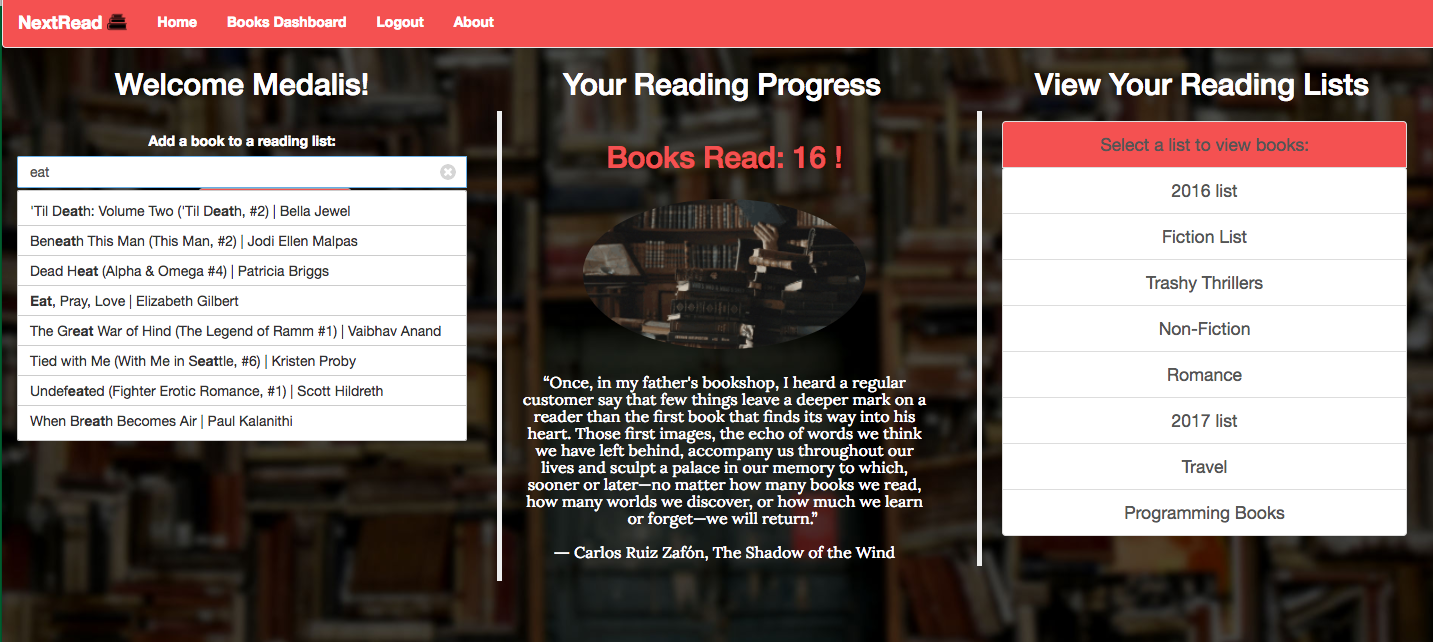 NextRead Home Books Dashboard Logout About
Welcome Medalis!
Add a book to a reading list:
eat
'Til Death: Volume Two ('Til Death, #2) | Bella Jewel
Beneath This Man (This Man, #2) | Jodi Ellen Malpas
Dead Heat (Alpha & Omega #4) | Patricia Briggs
Eat, Pray, Love | Elizabeth Gilbert
The Great War of Hind (The Legend of Ramm #1) | Vaibhav Anand
Tied with Me (With Me in Seattle, #6) | Kristen Proby
Undefeated (Fighter Erotic Romance, #1) | Scott Hildreth
When Breath Becomes Air | Paul Kalanithi
Your Reading Progress
Books Read: 16 !
“Once, in my father's bookshop, I heard a regular
customer say that few things leave a deeper mark on a
reader than the first book that finds its way into his
heart. Those first images, the echo of words we think
we have left behind, accompany us throughout our
lives and sculpt a palace in our memory to which,
sooner or later—no matter how many books we read,
how many worlds we discover, or how much we learn
or forget—we will return.”
— Carlos Ruiz Zafón, The Shadow of the Wind
View Your Reading Lists
Select a list to view books:
2016 list
Fiction List
Trashy Thrillers
Non-Fiction
Romance
2017 list
Travel
Programming Books